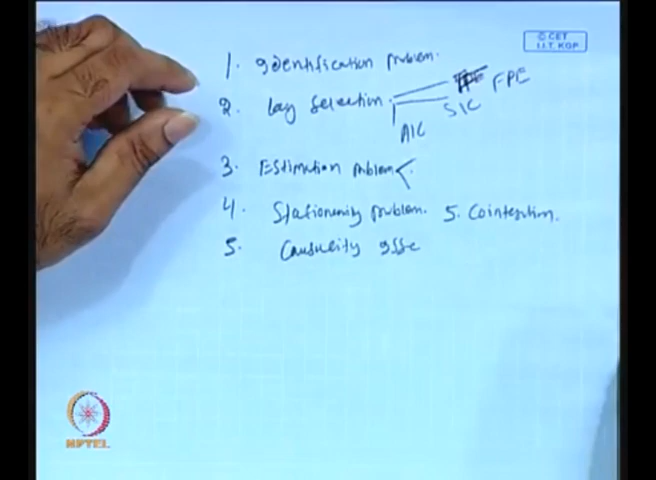 © CET
I.I.T. KGP
1. Identification problem.
2. Lag selection FPE
SIC
AIC
3. Estimation problem
4. Stationarity problem. 5. Cointegration.
5. Causality Isse
NPTEL